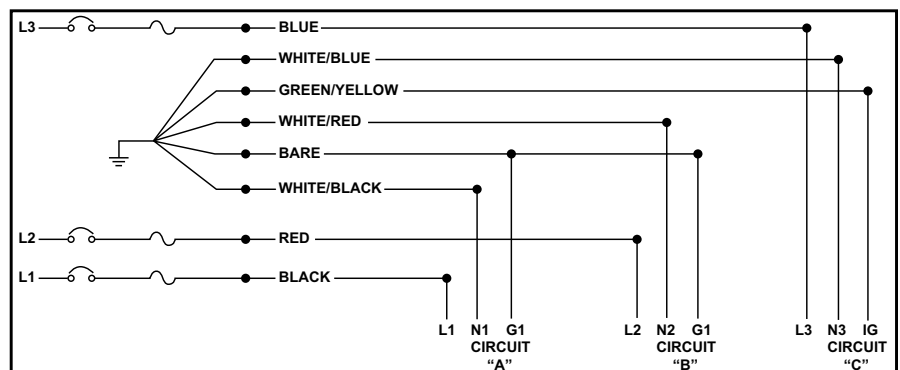 L3 BLUE
WHITE/BLUE
GREEN/YELLOW
WHITE/RED
BARE
WHITE/BLACK
L2 RED
L1 BLACK
L1 N1 G1 L2 N2 G1 L3 N3 IG
CIRCUIT CIRCUIT CIRCUIT
“A” “B” “C”